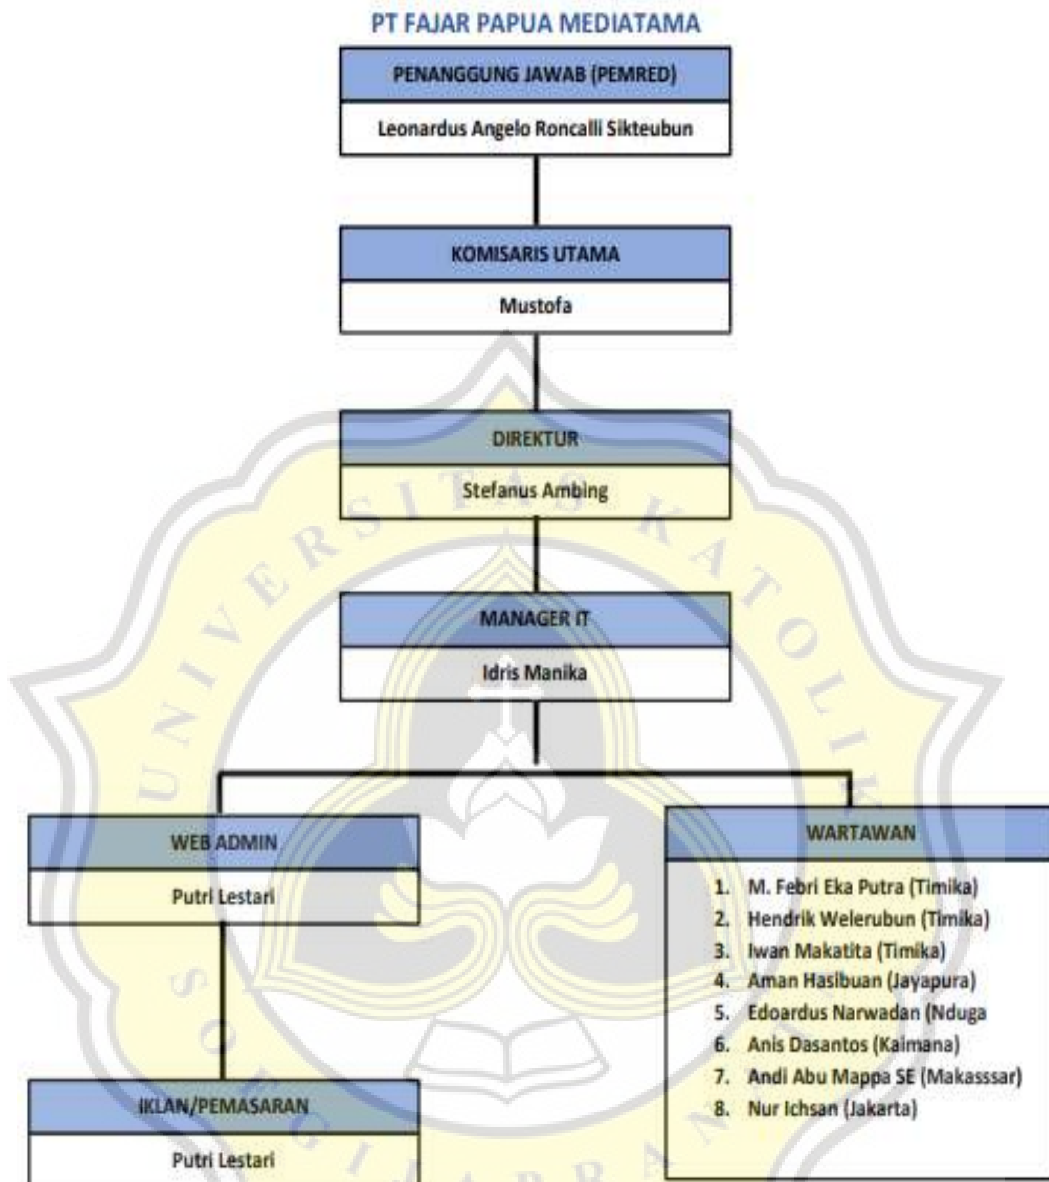 PT FAJAR PAPUA MEDIATAMA
PENANGGUNG JAWAB (PEMRED)
Leonardus Angelo Roncalli Sikteubun
KOMISARIS UTAMA
Mustofa
DIREKTUR
Stefanus Ambing
MANAGER IT
Idris Manika
WEB ADMIN
Putri Lestari
IKLAN/PEMASARAN
Putri Lestari
WARTAWAN
1. M. Febri Eka Putra (Timika)
2. Hendrik Welerubun (Timika)
3. Iwan Makatita (Timika)
4. Aman Hasibuan (Jayapura)
5. Edoardus Narwadan (Nduga
6. Anis Dasantos (Kaimana)
7. Andi Abu Mappa SE (Makasssar)
8. Nur Ichsan (Jakarta)
UNIVERSITAS KATOLIK